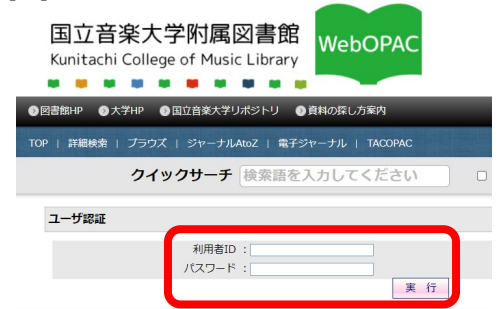 国立音楽大学附属図書館
Kunitachi College of Music Library
WebOPAC
図書館HP 大学HP 国立音楽大学リポジトリ 資料の探し方案内
TOP | 詳細検索 | ブラウズ | ジャーナルAtoZ | 電子ジャーナル | TACOPAC
クイックサーチ 検索語を入力してください
ユーザ認証
利用者ID :
パスワード :
実 行